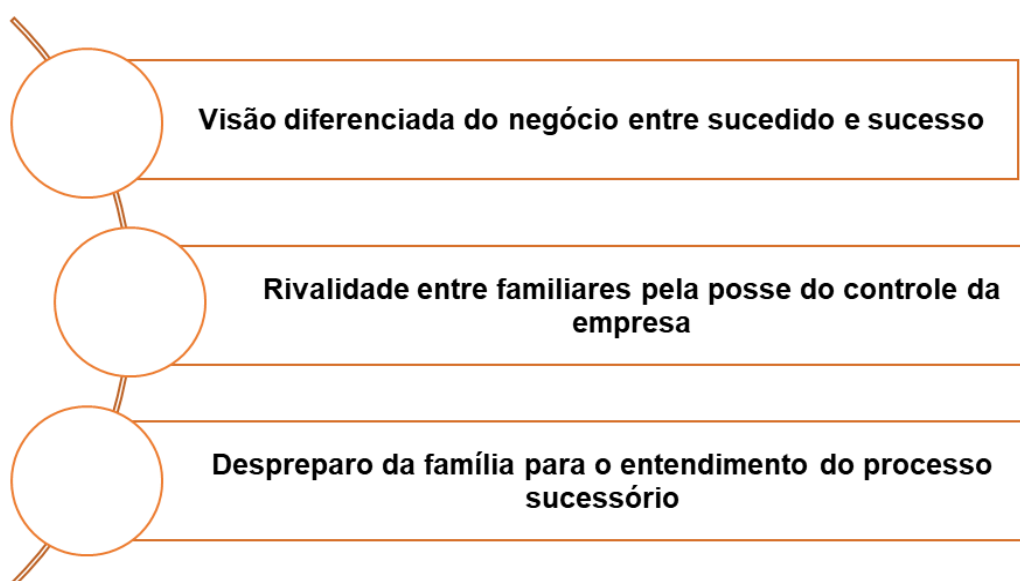 Visão diferenciada do negócio entre sucedido e sucesso
Rivalidade entre familiares pela posse do controle da
empresa
Despreparo da família para o entendimento do processo
sucessório